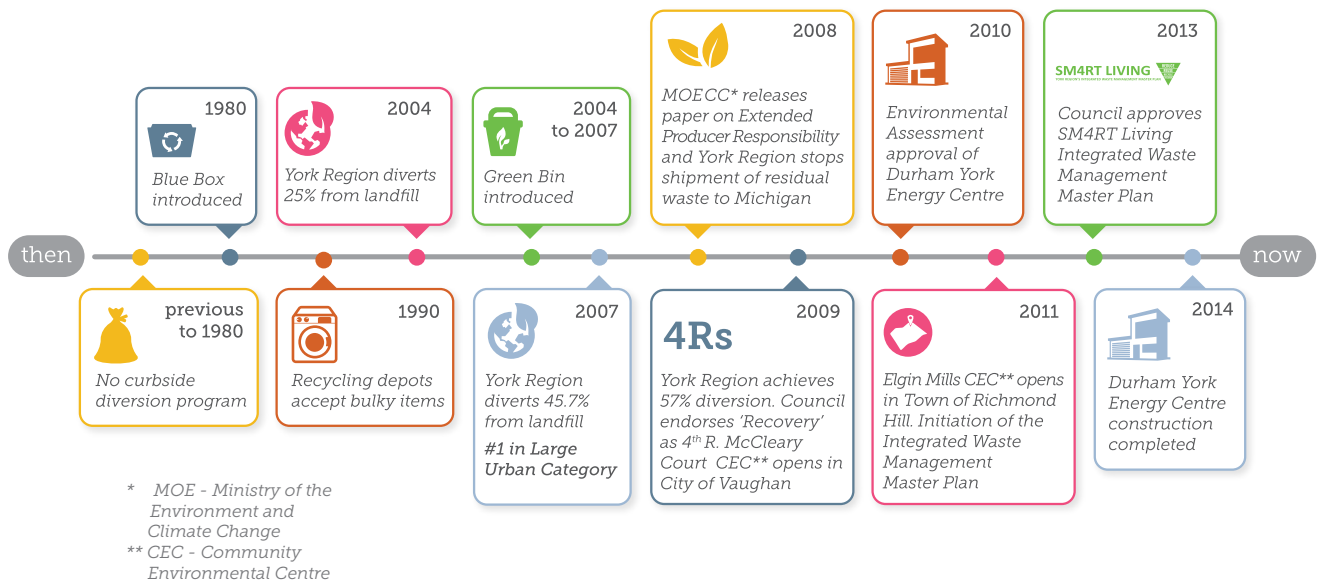 then
previous
to 1980
No curbside
diversion program
1980
Blue Box
introduced
1990
Recycling depots
accept bulky items
2004
York Region diverts
25% from landfill
2004
to 2007
Green Bin
introduced
2007
York Region
diverts 45.7%
from landfill
#1 in Large
Urban Category
2008
MOECC* releases
paper on Extended
Producer Responsibility
and York Region stops
shipment of residual
waste to Michigan
4Rs
2009
York Region achieves
57% diversion. Council
endorses ‘Recovery’
as 4th R. McCleary
Court CEC** opens in
City of Vaughan
2010
Environmental
Assessment
approval of
Durham York
Energy Centre
2011
Elgin Mills CEC** opens
in Town of Richmond
Hill. Initiation of the
Integrated Waste
Management
Master Plan
2013
SM4RT LIVING
Council approves
SM4RT Living
Integrated Waste
Management
Master Plan
2014
Durham York
Energy Centre
construction
completed
now
* MOE - Ministry of the
Environment and
Climate Change
** CEC - Community
Environmental Centre